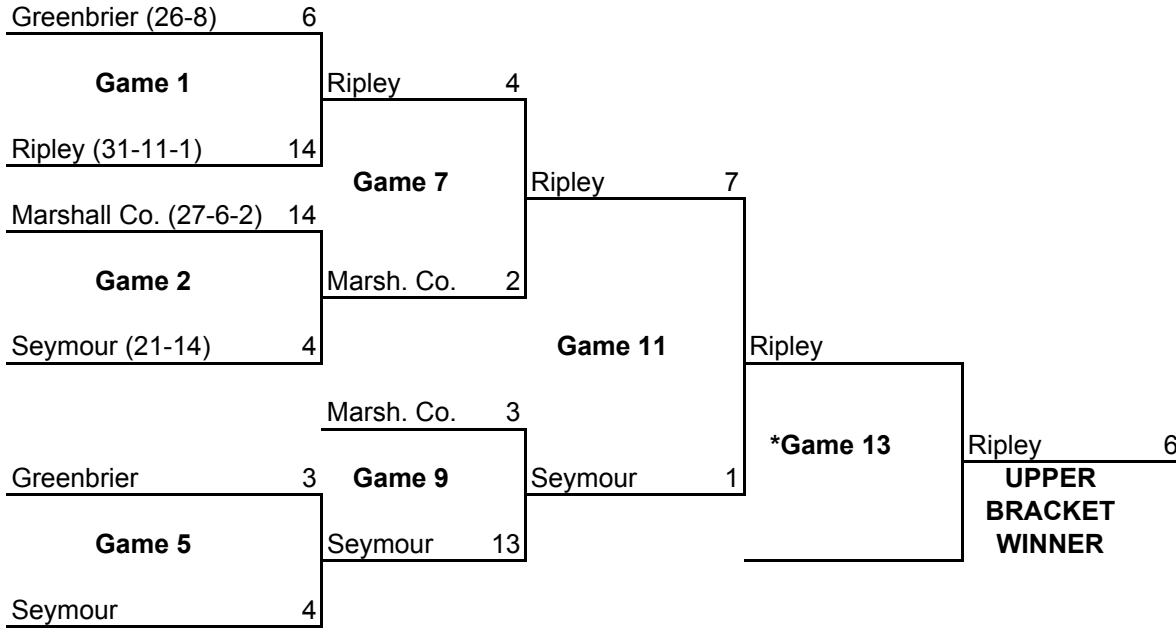 Greenbrier (26-8) 6
Game 1
Ripley 4
Ripley (31-11-1) 14
Game 7
Ripley 7
Marshall Co. (27-6-2) 14
Game 2
Marsh. Co. 2
Seymour (21-14) 4
Game 11
Ripley
Marsh. Co. 3
*Game 13
Ripley 6
Greenbrier 3
Game 9
Seymour 1
UPPER
BRACKET
WINNER
Game 5
Seymour 13
Seymour 4